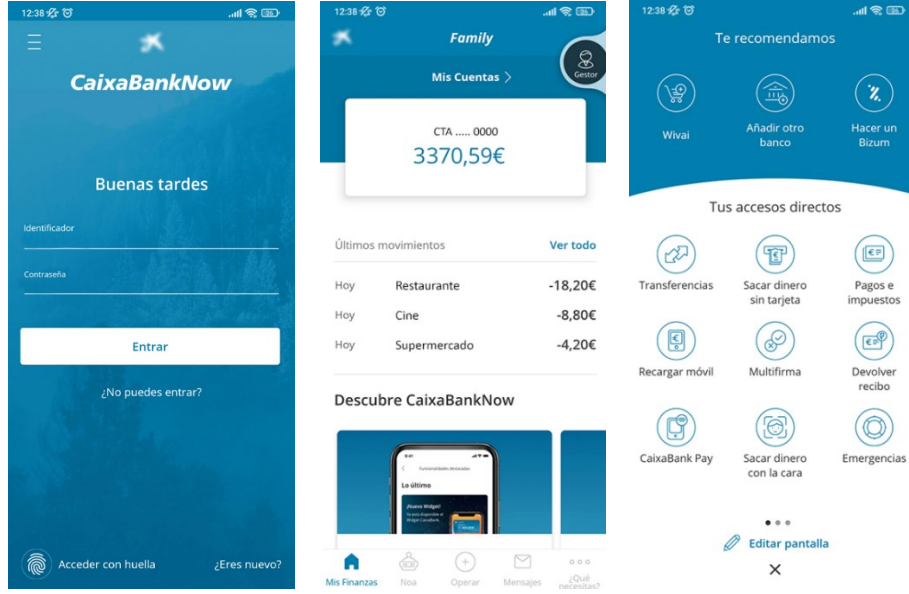 12:38
CaixaBankNow
Buenas tardes
Identificador
Contraseña
Entrar
¿No puedes entrar?
Acceder con huella
¿Eres nuevo?
12:38
Family
Mis Cuentas >
Gestor
CTA ..... 0000
3370,59€
Últimos movimientos Ver todo
Hoy Restaurante -18,20€
Hoy Cine -8,80€
Hoy Supermercado -4,20€
Descubre CaixaBankNow
Funcionalidades destacadas
Lo último
¡Nuevo Widget!
Mis Finanzas
Noa
Operar
Mensajes
¿Qué
necesitas?
12:38
Te recomendamos
Wivai
Añadir otro
banco
Hacer un
Bizum
Tus accesos directos
Transferencias
Sacar dinero
sin tarjeta
Pagos e
impuestos
Recargar móvil
Multifirma
Devolver
recibo
CaixaBank Pay
Sacar dinero
con la cara
Emergencias
Editar pantalla